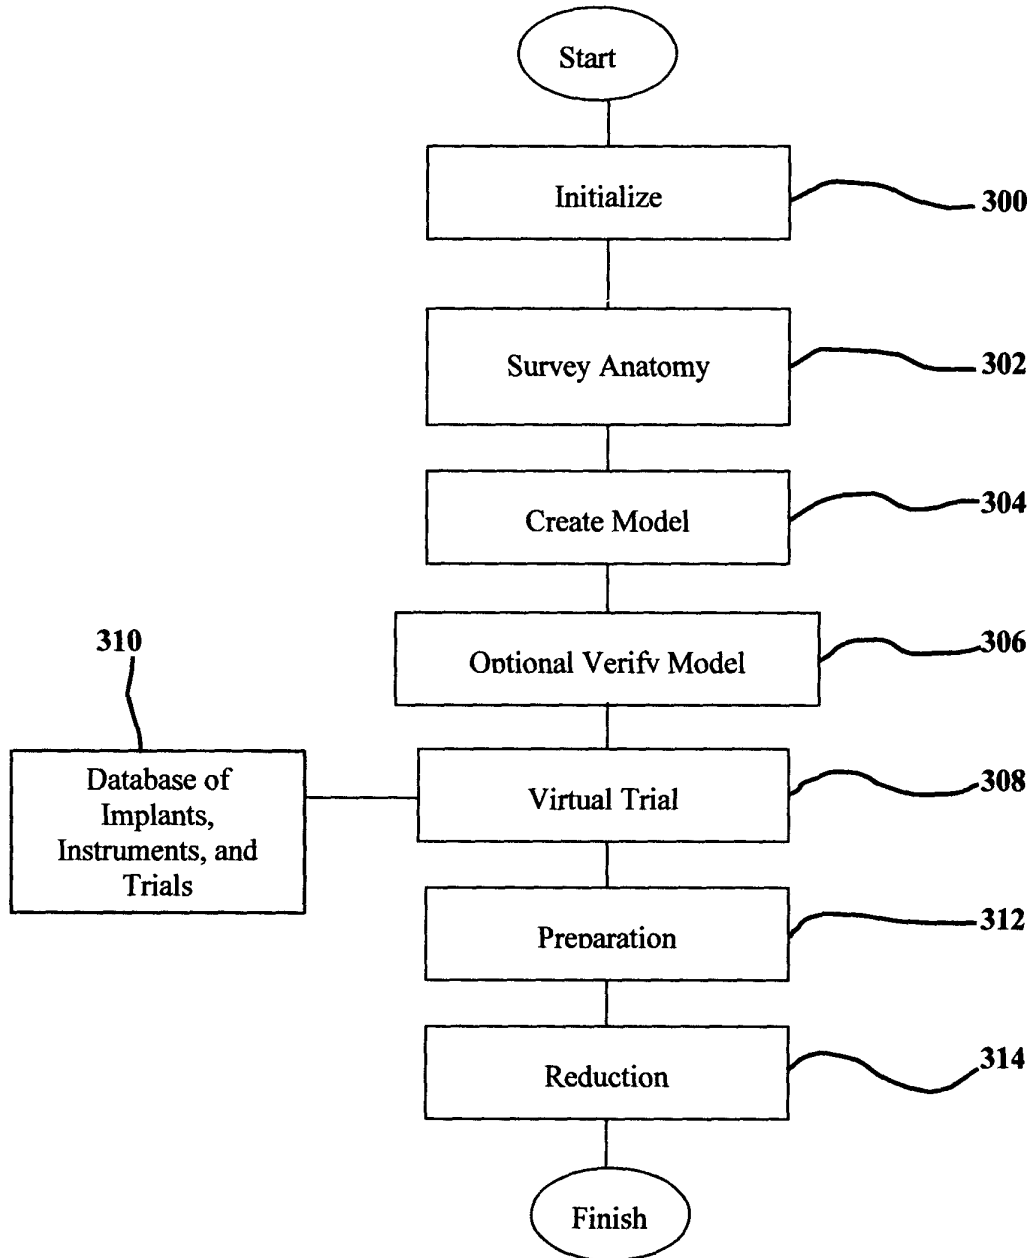 Start
Initialize
300
Survey Anatomy
302
Create Model
304
Optional Verify Model
306
310
Database of
Implants,
Instruments, and
Trials
Virtual Trial
308
Preparation
312
Reduction
314
Finish